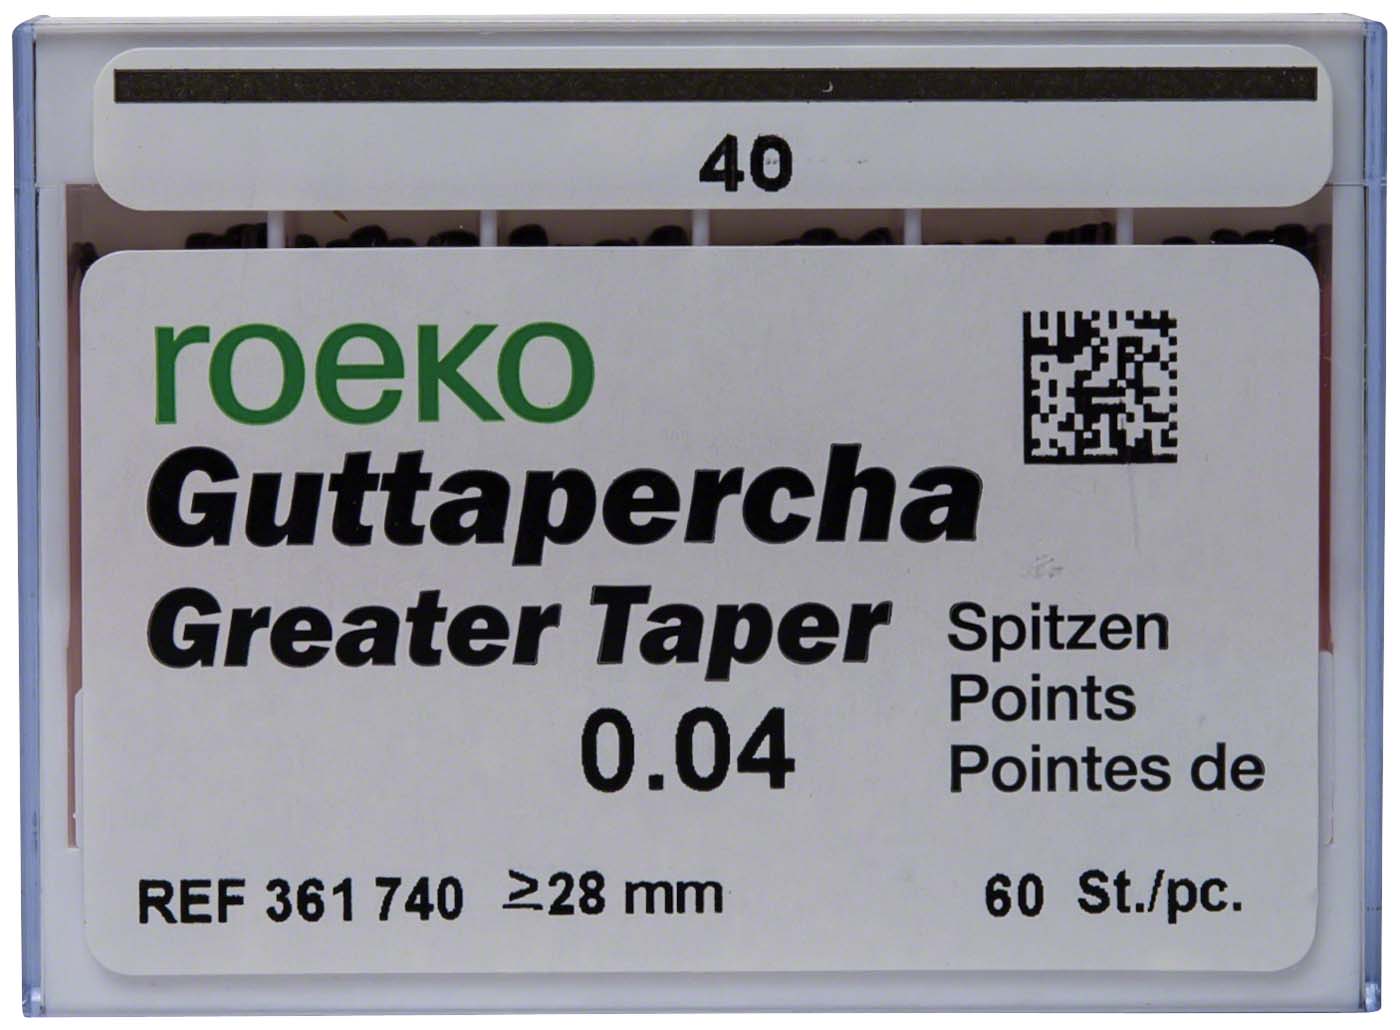 40
roeko
Guttapercha
Greater Taper
0.04
Spitzen
Points
Pointes de
REF 361 740 ≥28 mm 60 St./pc.